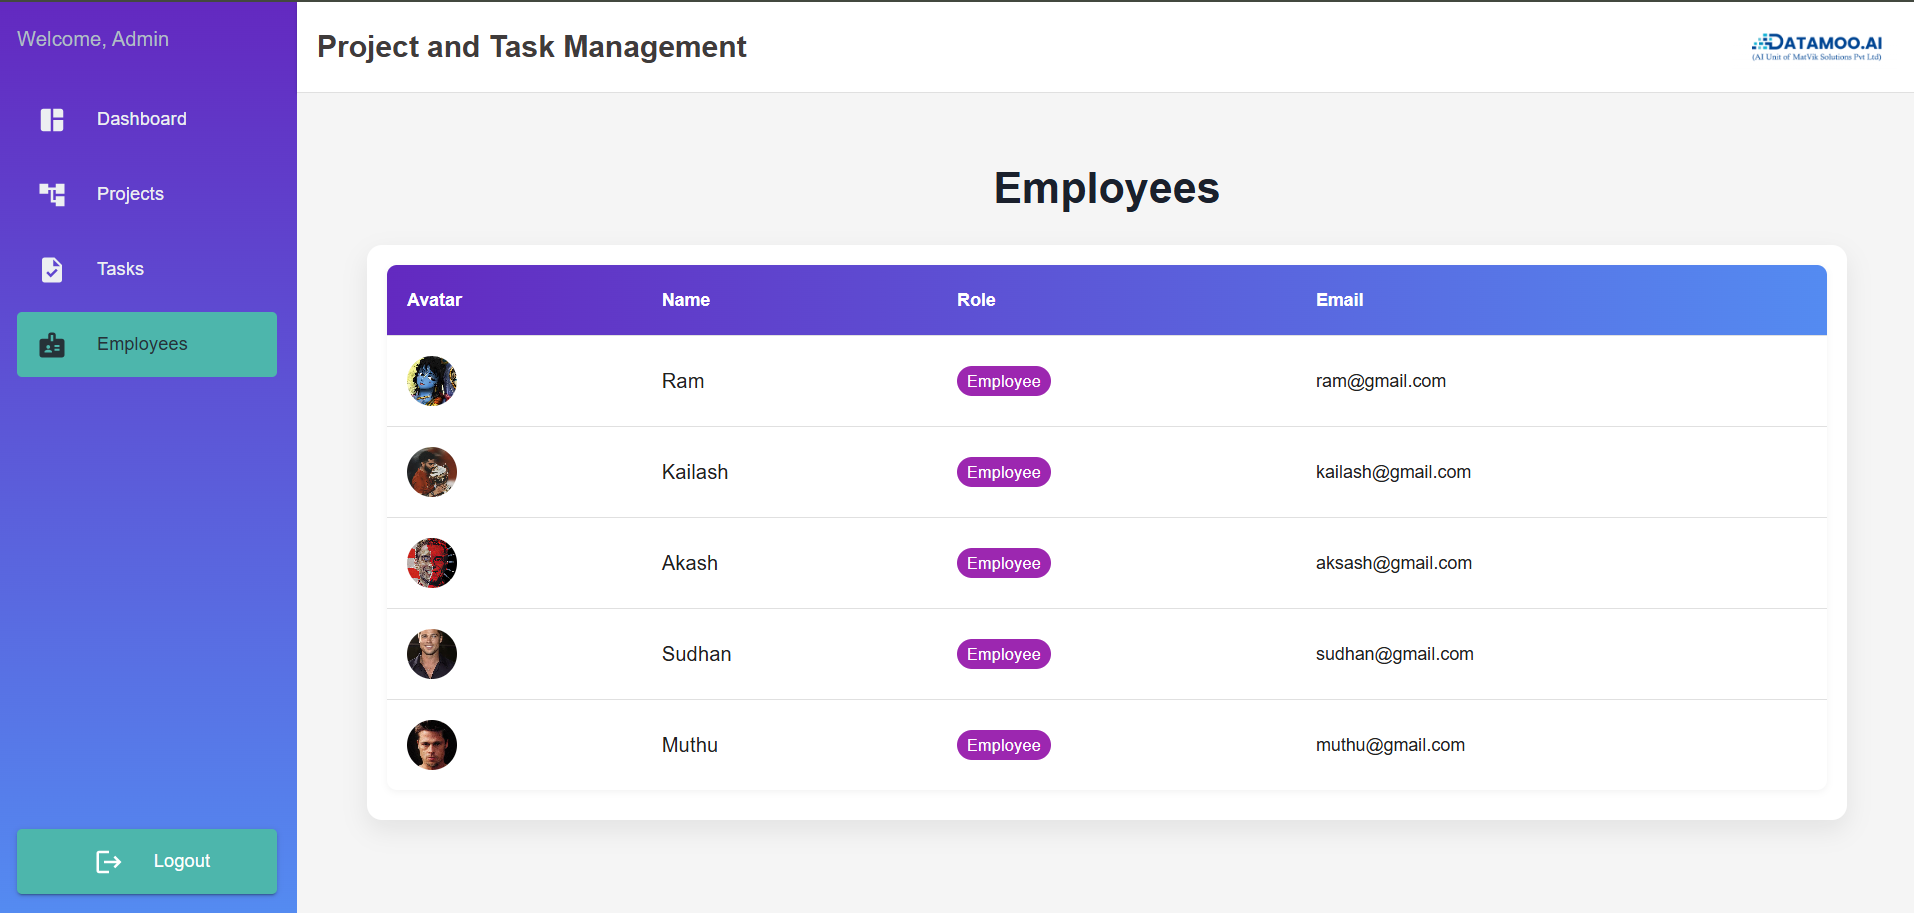 Welcome, Admin
Dashboard
Projects
Tasks
Employees
Logout
Project and Task Management
DATAMOO.AI
(AI Unit of MatVik Solutions Pvt Ltd)
Employees
Avatar Name Role Email
Ram Employee ram@gmail.com
Kailash Employee kailash@gmail.com
Akash Employee aksash@gmail.com
Sudhan Employee sudhan@gmail.com
Muthu Employee muthu@gmail.com